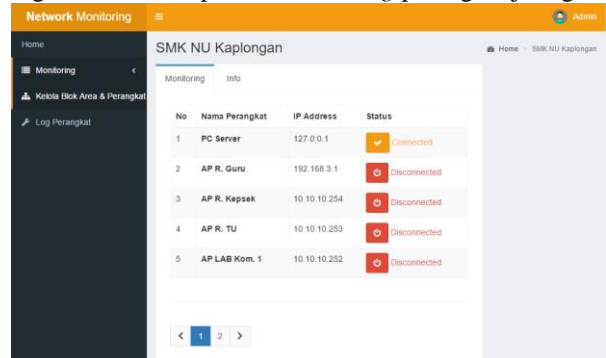 Network Monitoring
Admin
Home
Monitoring
Kelola Blok Area & Perangkat
Log Perangkat
SMK NU Kaplongan
Home > SMK NU Kaplongan
Monitoring Info
No Nama Perangkat IP Address Status
1 PC Server 127.0.0.1 Connected
2 AP R. Guru 192.168.3.1 Disconnected
3 AP R. Kepsek 10.10.10.254 Disconnected
4 AP R. TU 10.10.10.253 Disconnected
5 AP LAB Kom. 1 10.10.10.252 Disconnected
1 2